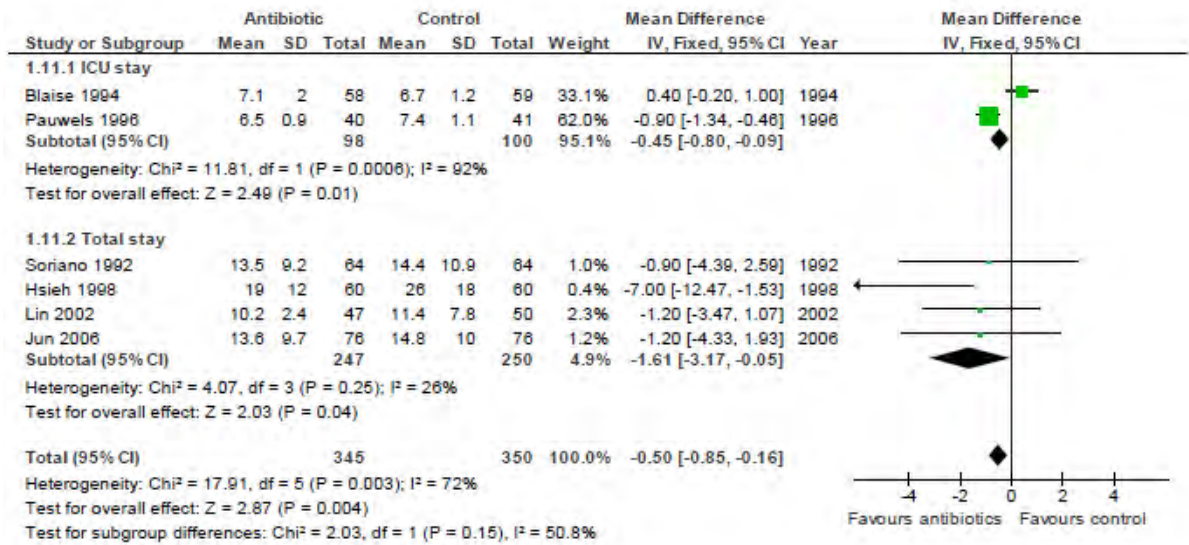 Antibiotic Control Mean Difference Mean Difference
Study or Subgroup Mean SD Total Mean SD Total Weight IV, Fixed, 95% CI Year IV, Fixed, 95% CI
1.11.1 ICU stay
Blaise 1994 7.1 2 58 6.7 1.2 59 33.1% 0.40 [-0.20, 1.00] 1994
Pauwels 1996 6.5 0.9 40 7.4 1.1 41 62.0% -0.90 [-1.34, -0.46] 1996
Subtotal (95% CI) 98 100 95.1% -0.45 [-0.80, -0.09]
Heterogeneity: Chi² = 11.81, df = 1 (P = 0.0006); I² = 92%
Test for overall effect: Z = 2.49 (P = 0.01)
1.11.2 Total stay
Soriano 1992 13.5 9.2 64 14.4 10.9 64 1.0% -0.90 [-4.39, 2.59] 1992
Hsieh 1998 19 12 60 26 18 60 0.4% -7.00 [-12.47, -1.53] 1998
Lin 2002 10.2 2.4 47 11.4 7.8 50 2.3% -1.20 [-3.47, 1.07] 2002
Jun 2006 13.6 9.7 76 14.8 10 76 1.2% -1.20 [-4.33, 1.93] 2006
Subtotal (95% CI) 247 250 4.9% -1.61 [-3.17, -0.05]
Heterogeneity: Chi² = 4.07, df = 3 (P = 0.25); I² = 26%
Test for overall effect: Z = 2.03 (P = 0.04)
Total (95% CI) 345 350 100.0% -0.50 [-0.85, -0.16]
Heterogeneity: Chi² = 17.91, df = 5 (P = 0.003); I² = 72%
Test for overall effect: Z = 2.87 (P = 0.004)
Test for subgroup differences: Chi² = 2.03, df = 1 (P = 0.15), I² = 50.8%
-4 -2 0 2 4
Favours antibiotics Favours control